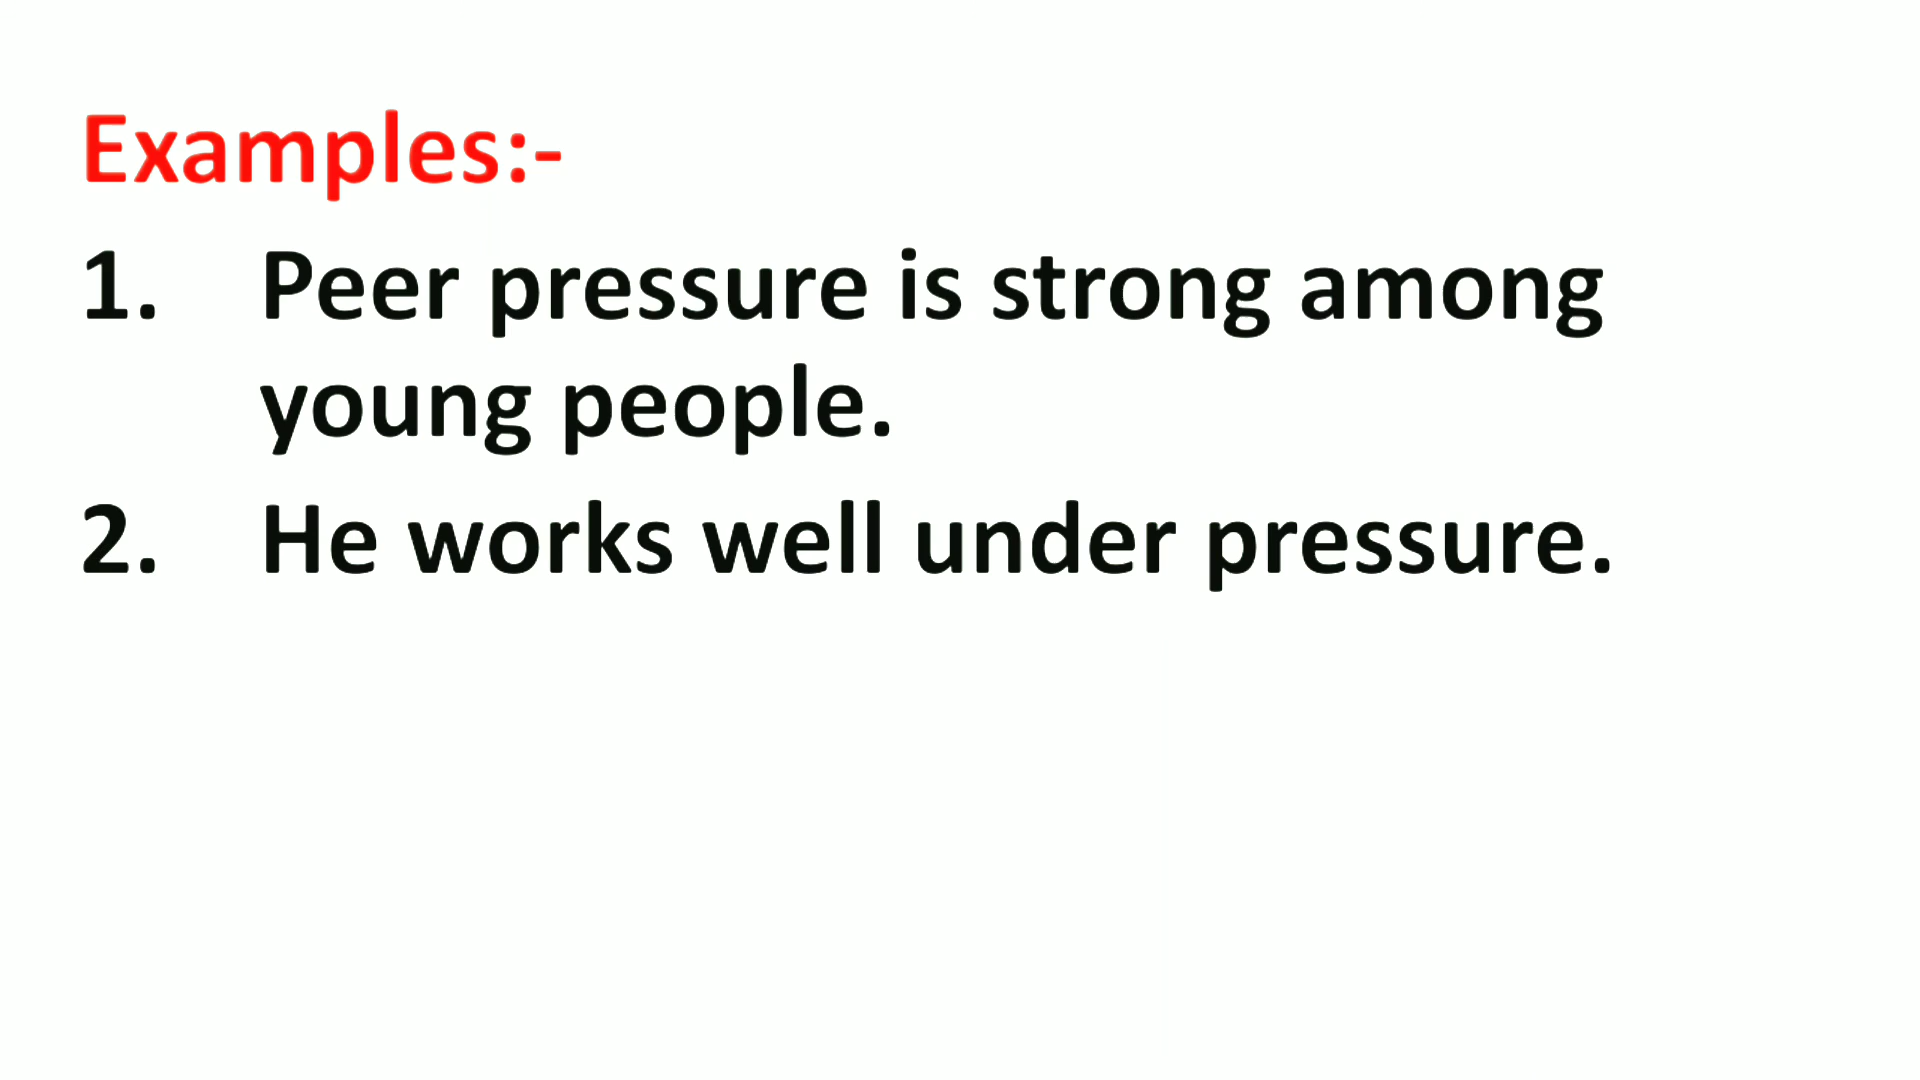 Examples:-
1. Peer pressure is strong among
young people.
2. He works well under pressure.